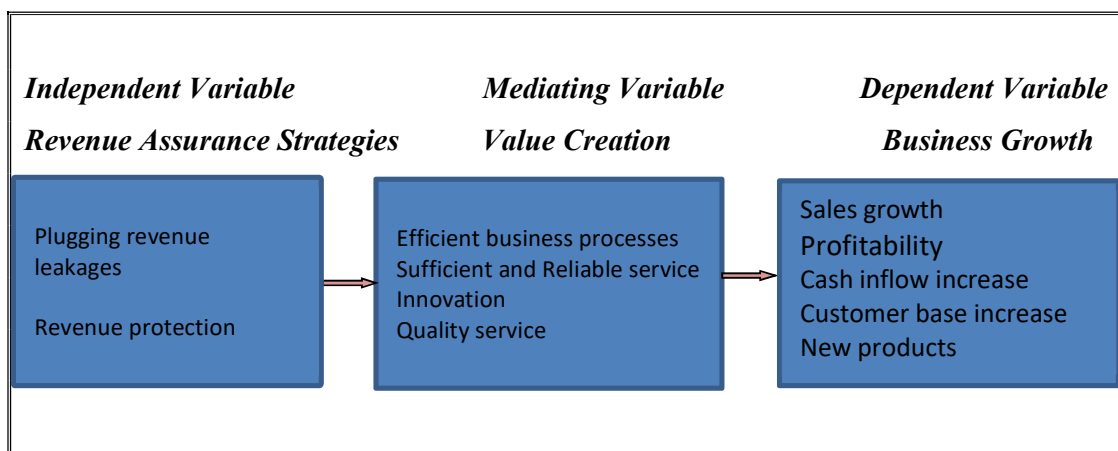 Independent Variable
Revenue Assurance Strategies
Mediating Variable
Value Creation
Dependent Variable
Business Growth
Plugging revenue
leakages
Revenue protection
Efficient business processes
Sufficient and Reliable service
Innovation
Quality service
Sales growth
Profitability
Cash inflow increase
Customer base increase
New products